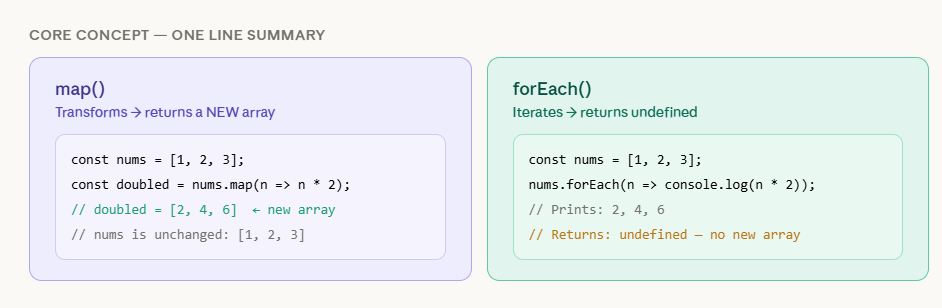 CORE CONCEPT — ONE LINE SUMMARY
map()
Transforms → returns a NEW array
const nums = [1, 2, 3];
const doubled = nums.map(n => n * 2);
// doubled = [2, 4, 6]  ← new array
// nums is unchanged: [1, 2, 3]
forEach()
Iterates → returns undefined
const nums = [1, 2, 3];
nums.forEach(n => console.log(n * 2));
// Prints: 2, 4, 6
// Returns: undefined — no new array